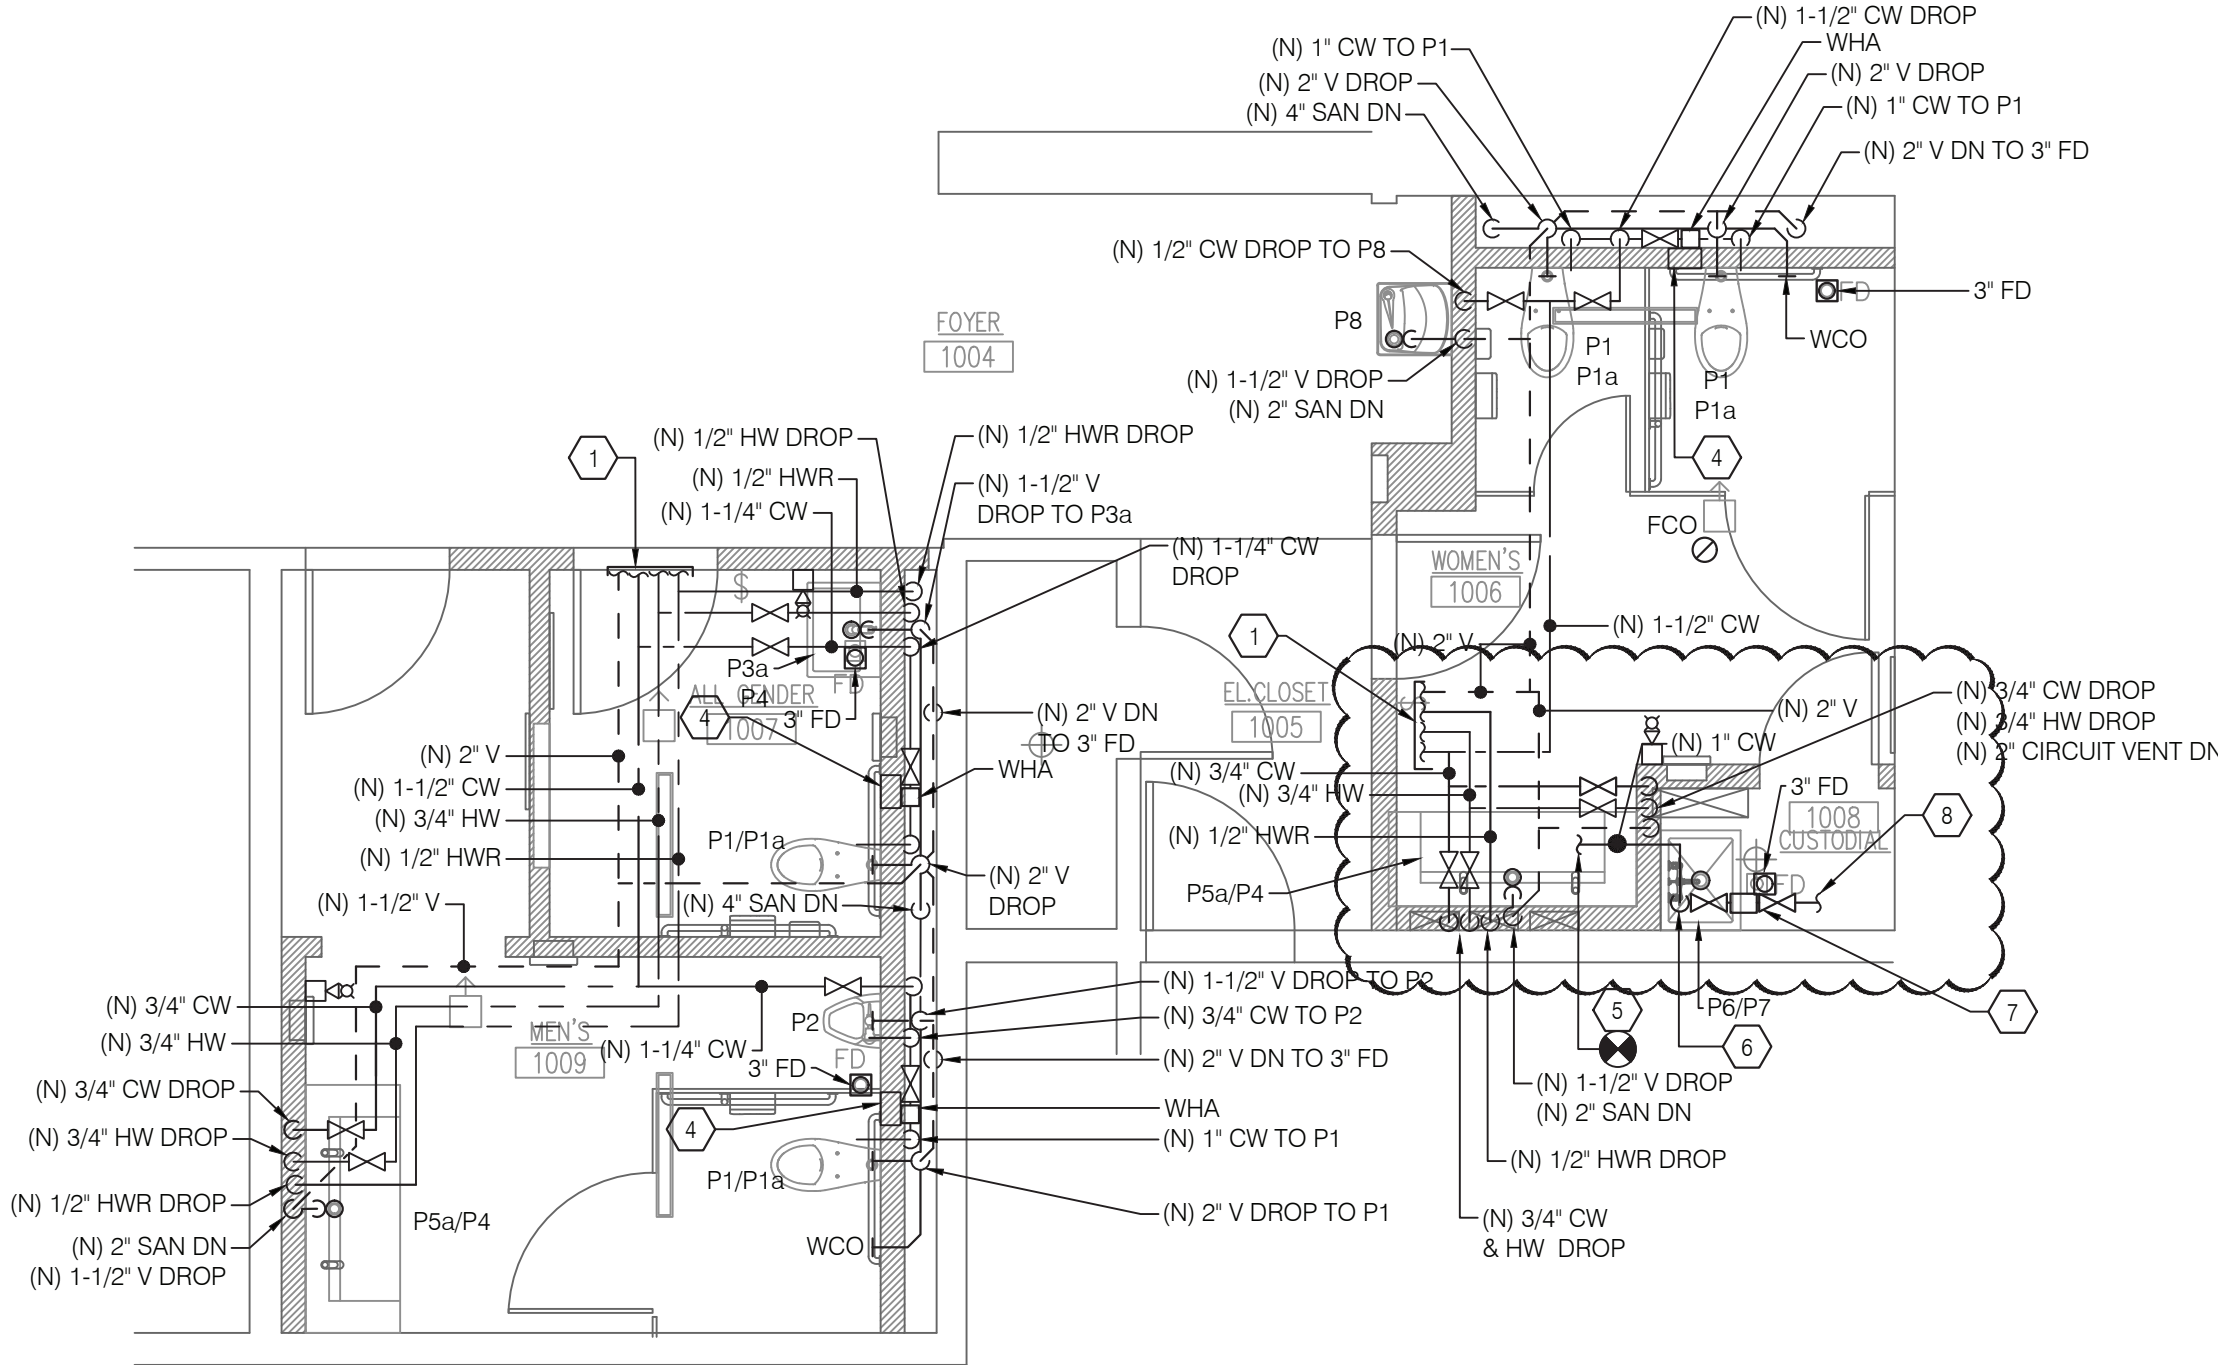 (N) 1-1/2" CW DROP
(N) 1" CW TO P1
WHA
(N) 2" V DROP
(N) 2" V DROP
(N) 4" SAN DN
(N) 1" CW TO P1
(N) 2" V DN TO 3" FD
(N) 1/2" CW DROP TO P8
FD
3" FD
P8
FOYER
1004
WCO
P1
P1a
P1
P1a
(N) 1-1/2" V DROP
(N) 2" SAN DN
4
FCO
1
(N) 1/2" HW DROP
(N) 1/2" HWR DROP
(N) 1/2" HWR
(N) 1-1/4" CW
(N) 1-1/2" V
DROP TO P3a
(N) 1-1/4" CW
DROP
WOMEN'S
1006
$
P3a
P4
FD
ALL GENDER
1007
4
3" FD
1
(N) 2" V
(N) 1-1/2" CW
EL.CLOSET
1005
(N) 2" V DN
TO 3" FD
WHA
(N) 2" V
(N) 3/4" CW DROP
(N) 3/4" HW DROP
(N) 2" CIRCUIT VENT DN
(N) 1" CW
(N) 3/4" CW
(N) 3/4" HW
(N) 1/2" HWR
3" FD
1008
CUSTODIAL
FD
8
P5a/P4
(N) 2" V
(N) 1-1/2" CW
(N) 3/4" HW
(N) 1/2" HWR
P1/P1a
(N) 2" V
DROP
(N) 4" SAN DN
(N) 1-1/2" V
(N) 3/4" CW
(N) 3/4" HW
MEN'S
1009
(N) 1-1/4" CW
P2
FD
3" FD
(N) 1-1/2" V DROP TO P2
(N) 3/4" CW TO P2
(N) 2" V DN TO 3" FD
WHA
(N) 1" CW TO P1
(N) 2" V DROP TO P1
5
P6/P7
7
6
(N) 1-1/2" V DROP
(N) 2" SAN DN
(N) 1/2" HWR DROP
(N) 3/4" CW
& HW DROP
(N) 3/4" CW DROP
(N) 3/4" HW DROP
(N) 1/2" HWR DROP
(N) 2" SAN DN
(N) 1-1/2" V DROP
P5a/P4
4
P1/P1a
WCO